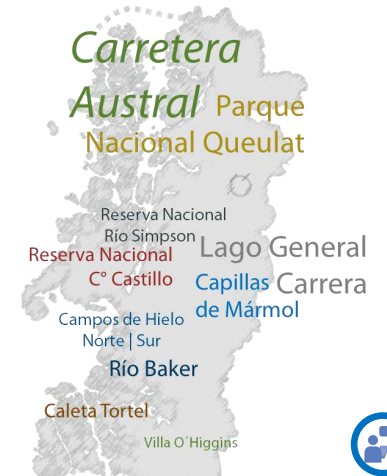 Carretera
Austral
Parque
Nacional Queulat
Reserva Nacional
Río Simpson
Lago General
Carrera
Reserva Nacional
C° Castillo
Capillas
de Mármol
Campos de Hielo
Norte | Sur
Río Baker
Caleta Tortel
Villa O´Higgins